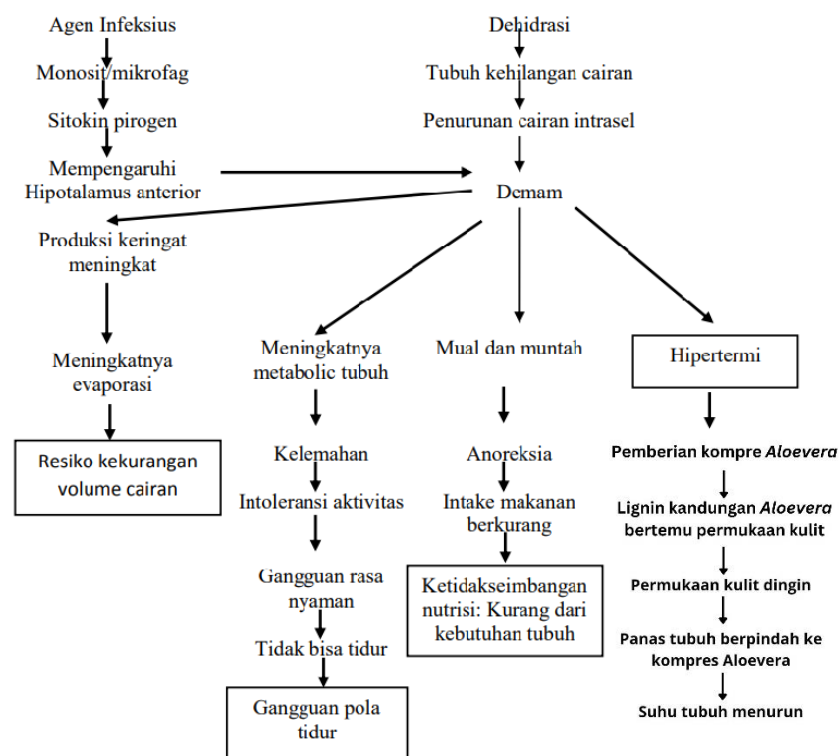 Agen Infeksius
Monosit/mikrofag
Sitokin pirogen
Mempengaruhi
Hipotalamus anterior
Dehidrasi
Tubuh kehilangan cairan
Penurunan cairan intrasel
Demam
Produksi keringat
meningkat
Meningkatnya
evaporasi
Resiko kekurangan
volume cairan
Meningkatnya
metabolic tubuh
Kelemahan
Intoleransi aktivitas
Gangguan rasa
nyaman
Tidak bisa tidur
Gangguan pola
tidur
Mual dan muntah
Anoreksia
Intake makanan
berkurang
Ketidakseimbangan
nutrisi: Kurang dari
kebutuhan tubuh
Hipertermi
Pemberian kompre Aloevera
Lignin kandungan Aloevera
bertemu permukaan kulit
Permukaan kulit dingin
Panas tubuh berpindah ke
kompres Aloevera
Suhu tubuh menurun